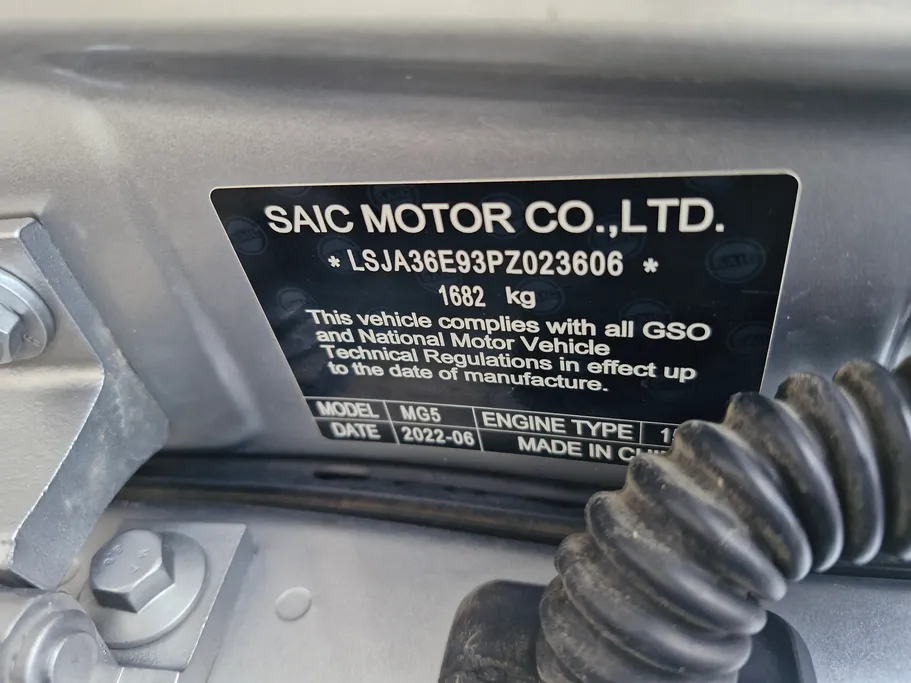 SAIC MOTOR CO.,LTD.
* LSJA36E93PZ023606 *
1682 kg
This vehicle complies with all GSO
and National Motor Vehicle
Technical Regulations in effect up
to the date of manufacture.
MODEL MG5 ENGINE TYPE
DATE 2022-06 MADE IN